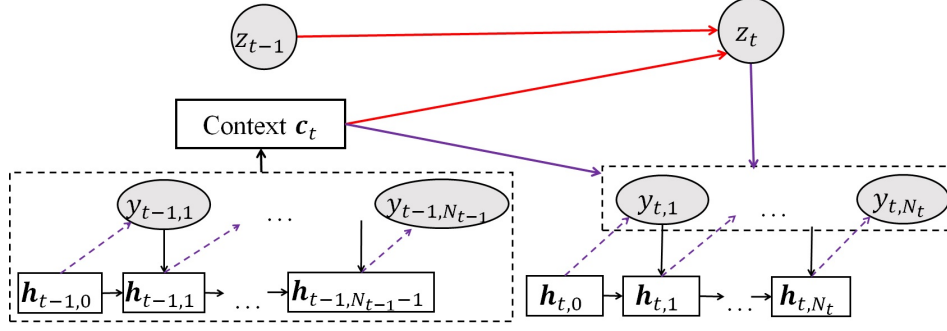 z_{t−1} z_t
Context c_t
y_{t−1,1} ... y_{t−1,N_{t−1}} y_{t,1} ... y_{t,N_t}
h_{t−1,0} h_{t−1,1} ... h_{t−1,N_{t−1}−1} h_{t,0} h_{t,1} ... h_{t,N_t}